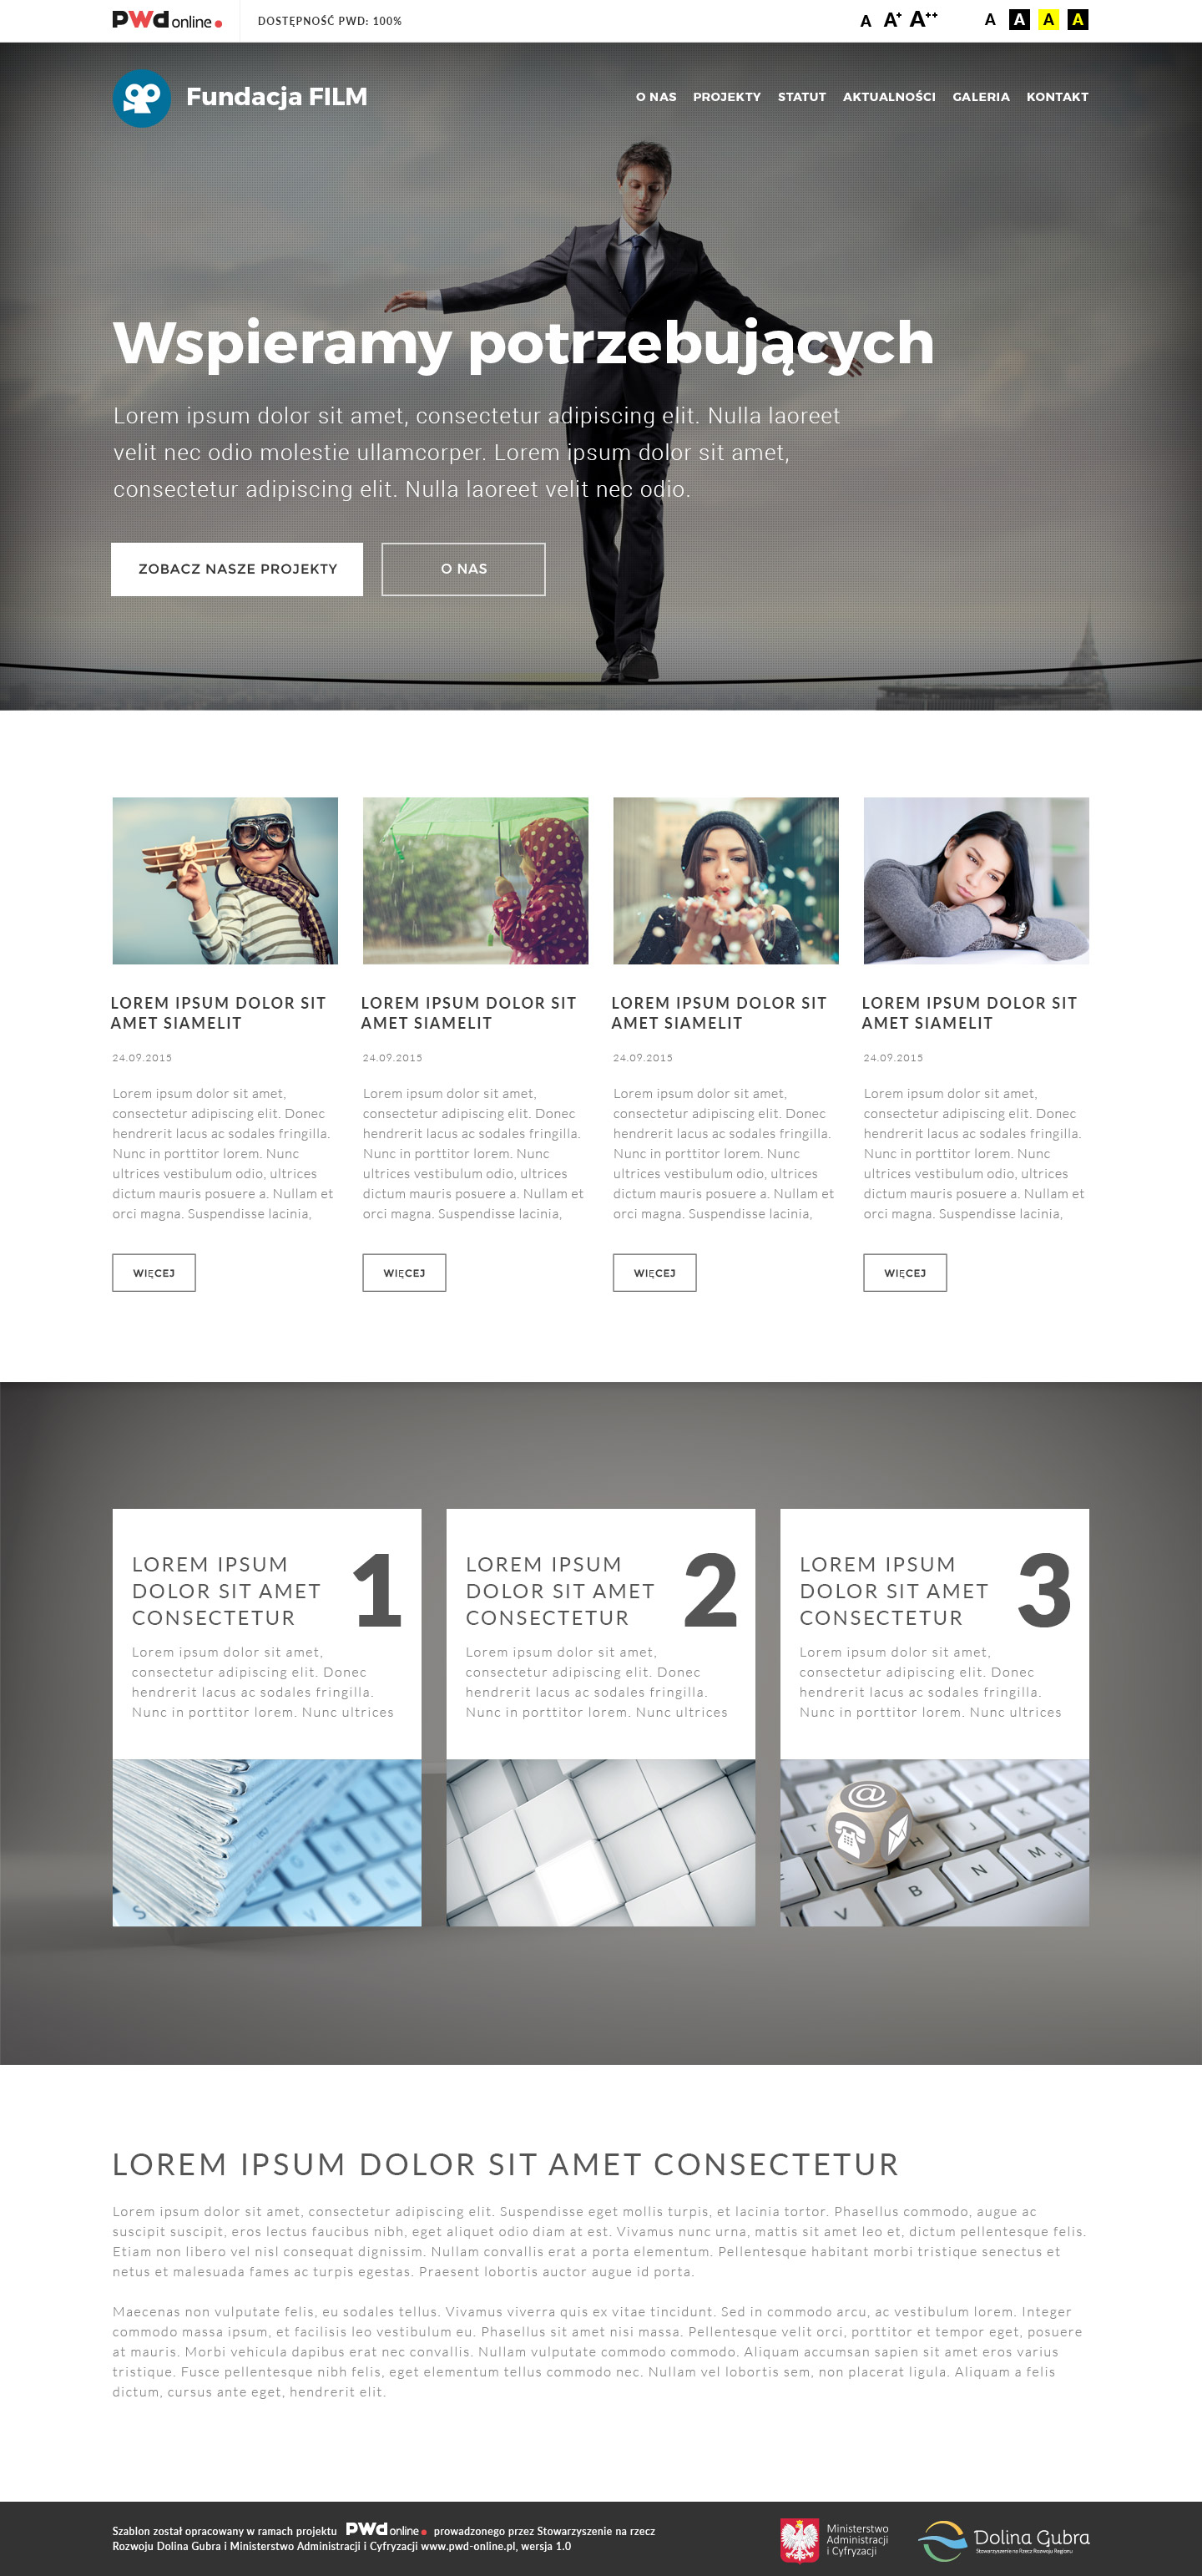 PWd online DOSTĘPNOŚĆ PWD: 100% A A+ A++ A A A A
Fundacja FILM O NAS PROJEKTY STATUT AKTUALNOŚCI GALERIA KONTAKT
Wspieramy potrzebujących
Lorem ipsum dolor sit amet, consectetur adipiscing elit. Nulla laoreet
velit nec odio molestie ullamcorper. Lorem ipsum dolor sit amet,
consectetur adipiscing elit. Nulla laoreet velit nec odio.
ZOBACZ NASZE PROJEKTY O NAS
LOREM IPSUM DOLOR SIT
AMET SIAMELIT
24.09.2015
Lorem ipsum dolor sit amet,
consectetur adipiscing elit. Donec
hendrerit lacus ac sodales fringilla.
Nunc in porttitor lorem. Nunc
ultrices vestibulum odio, ultrices
dictum mauris posuere a. Nullam et
orci magna. Suspendisse lacinia,
WIĘCEJ
LOREM IPSUM DOLOR SIT
AMET SIAMELIT
24.09.2015
Lorem ipsum dolor sit amet,
consectetur adipiscing elit. Donec
hendrerit lacus ac sodales fringilla.
Nunc in porttitor lorem. Nunc
ultrices vestibulum odio, ultrices
dictum mauris posuere a. Nullam et
orci magna. Suspendisse lacinia,
WIĘCEJ
LOREM IPSUM DOLOR SIT
AMET SIAMELIT
24.09.2015
Lorem ipsum dolor sit amet,
consectetur adipiscing elit. Donec
hendrerit lacus ac sodales fringilla.
Nunc in porttitor lorem. Nunc
ultrices vestibulum odio, ultrices
dictum mauris posuere a. Nullam et
orci magna. Suspendisse lacinia,
WIĘCEJ
LOREM IPSUM DOLOR SIT
AMET SIAMELIT
24.09.2015
Lorem ipsum dolor sit amet,
consectetur adipiscing elit. Donec
hendrerit lacus ac sodales fringilla.
Nunc in porttitor lorem. Nunc
ultrices vestibulum odio, ultrices
dictum mauris posuere a. Nullam et
orci magna. Suspendisse lacinia,
WIĘCEJ
LOREM IPSUM
DOLOR SIT AMET
CONSECTETUR
1
Lorem ipsum dolor sit amet,
consectetur adipiscing elit. Donec
hendrerit lacus ac sodales fringilla.
Nunc in porttitor lorem. Nunc ultrices
S
LOREM IPSUM
DOLOR SIT AMET
CONSECTETUR
2
Lorem ipsum dolor sit amet,
consectetur adipiscing elit. Donec
hendrerit lacus ac sodales fringilla.
Nunc in porttitor lorem. Nunc ultrices
LOREM IPSUM
DOLOR SIT AMET
CONSECTETUR
3
Lorem ipsum dolor sit amet,
consectetur adipiscing elit. Donec
hendrerit lacus ac sodales fringilla.
Nunc in porttitor lorem. Nunc ultrices
@
T H J K
V B N M
LOREM IPSUM DOLOR SIT AMET CONSECTETUR
Lorem ipsum dolor sit amet, consectetur adipiscing elit. Suspendisse eget mollis turpis, et lacinia tortor. Phasellus commodo, augue ac
suscipit suscipit, eros lectus faucibus nibh, eget aliquet odio diam at est. Vivamus nunc urna, mattis sit amet leo et, dictum pellentesque felis.
Etiam non libero vel nisl consequat dignissim. Nullam convallis erat a porta elementum. Pellentesque habitant morbi tristique senectus et
netus et malesuada fames ac turpis egestas. Praesent lobortis auctor augue id porta.
Maecenas non vulputate felis, eu sodales tellus. Vivamus viverra quis ex vitae tincidunt. Sed in commodo arcu, ac vestibulum lorem. Integer
commodo massa ipsum, et facilisis leo vestibulum eu. Phasellus sit amet nisi massa. Pellentesque velit orci, porttitor et tempor eget, posuere
at mauris. Morbi vehicula dapibus erat nec convallis. Nullam vulputate commodo commodo. Aliquam accumsan sapien sit amet eros varius
tristique. Fusce pellentesque nibh felis, eget elementum tellus commodo nec. Nullam vel lobortis sem, non placerat ligula. Aliquam a felis
dictum, cursus ante eget, hendrerit elit.
Szablon został opracowany w ramach projektu PWd online prowadzonego przez Stowarzyszenie na rzecz
Rozwoju Dolina Gubra i Ministerstwo Administracji i Cyfryzacji www.pwd-online.pl, wersja 1.0
Ministerstwo
Administracji
i Cyfryzacji
Dolina Gubra
Stowarzyszenie na Rzecz Rozwoju Regionu